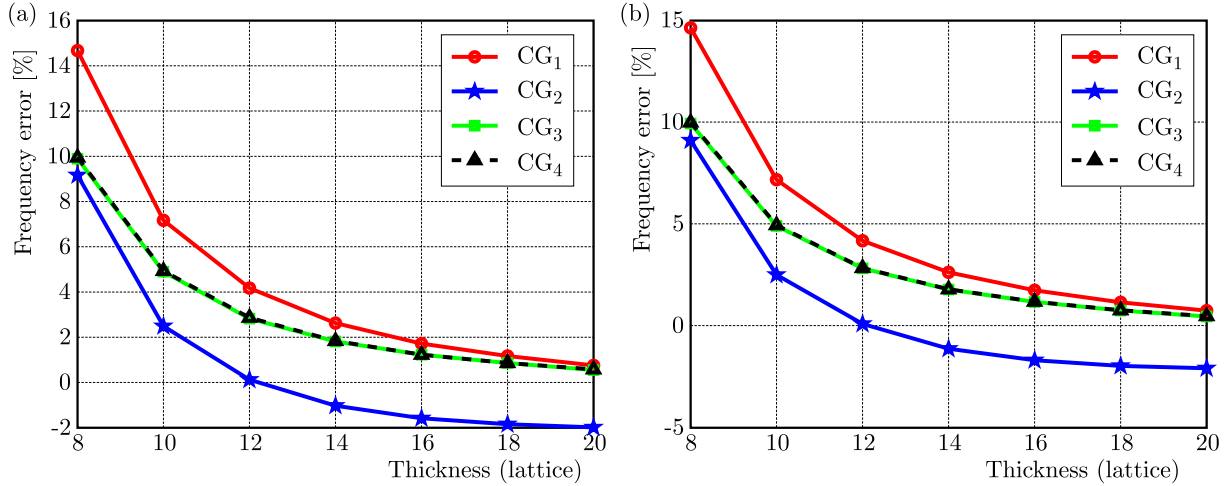 (a)
Frequency error [%]
16
14
12
10
8
6
4
2
0
-2
8 10 12 14 16 18 20
Thickness (lattice)
CG₁
CG₂
CG₃
CG₄
(b)
Frequency error [%]
15
10
5
0
-5
8 10 12 14 16 18 20
Thickness (lattice)
CG₁
CG₂
CG₃
CG₄